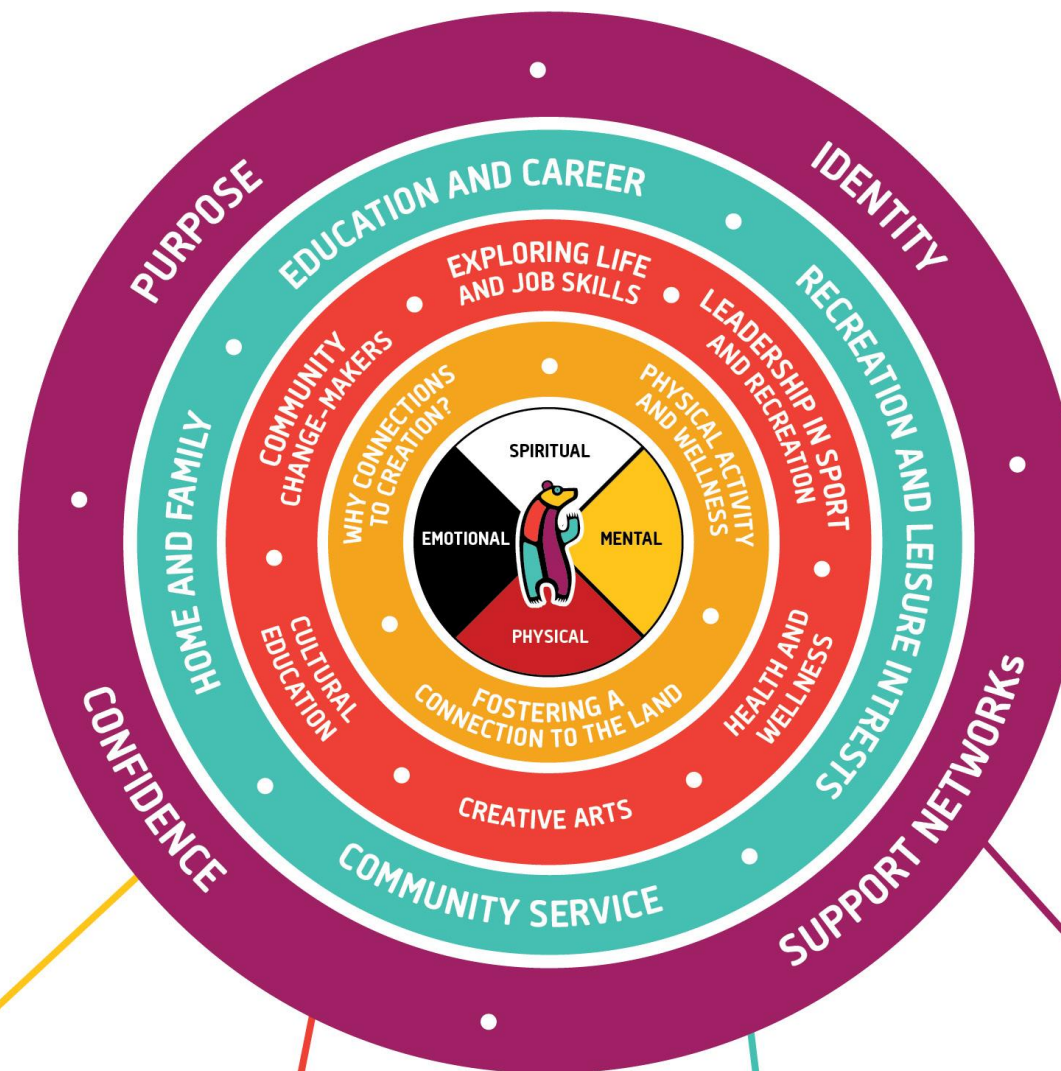 PURPOSE
IDENTITY
SUPPORT NETWORKs
CONFIDENCE
EDUCATION AND CAREER
RECREATION AND LEISURE INTRESTS
COMMUNITY SERVICE
HOME AND FAMILY
EXPLORING LIFE
AND JOB SKILLS
LEADERSHIP IN SPORT
AND RECREATION
HEALTH AND
WELLNESS
CREATIVE ARTS
CULTURAL
EDUCATION
COMMUNITY
CHANGE-MAKERS
WHY CONNECTIONS
TO CREATION?
PHYSICAL ACTIVITY
AND WELLNESS
FOSTERING A
CONNECTION TO THE LAND
SPIRITUAL
EMOTIONAL
MENTAL
PHYSICAL